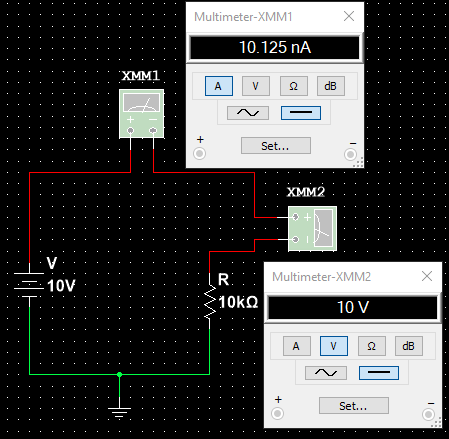 Multimeter-XMM1
10.125 nA
XMM1
A V Ω dB
+ −
Set...
+ −
XMM2
+
−
V
10V
R
10kΩ
Multimeter-XMM2
10 V
A V Ω dB
Set...
+ −